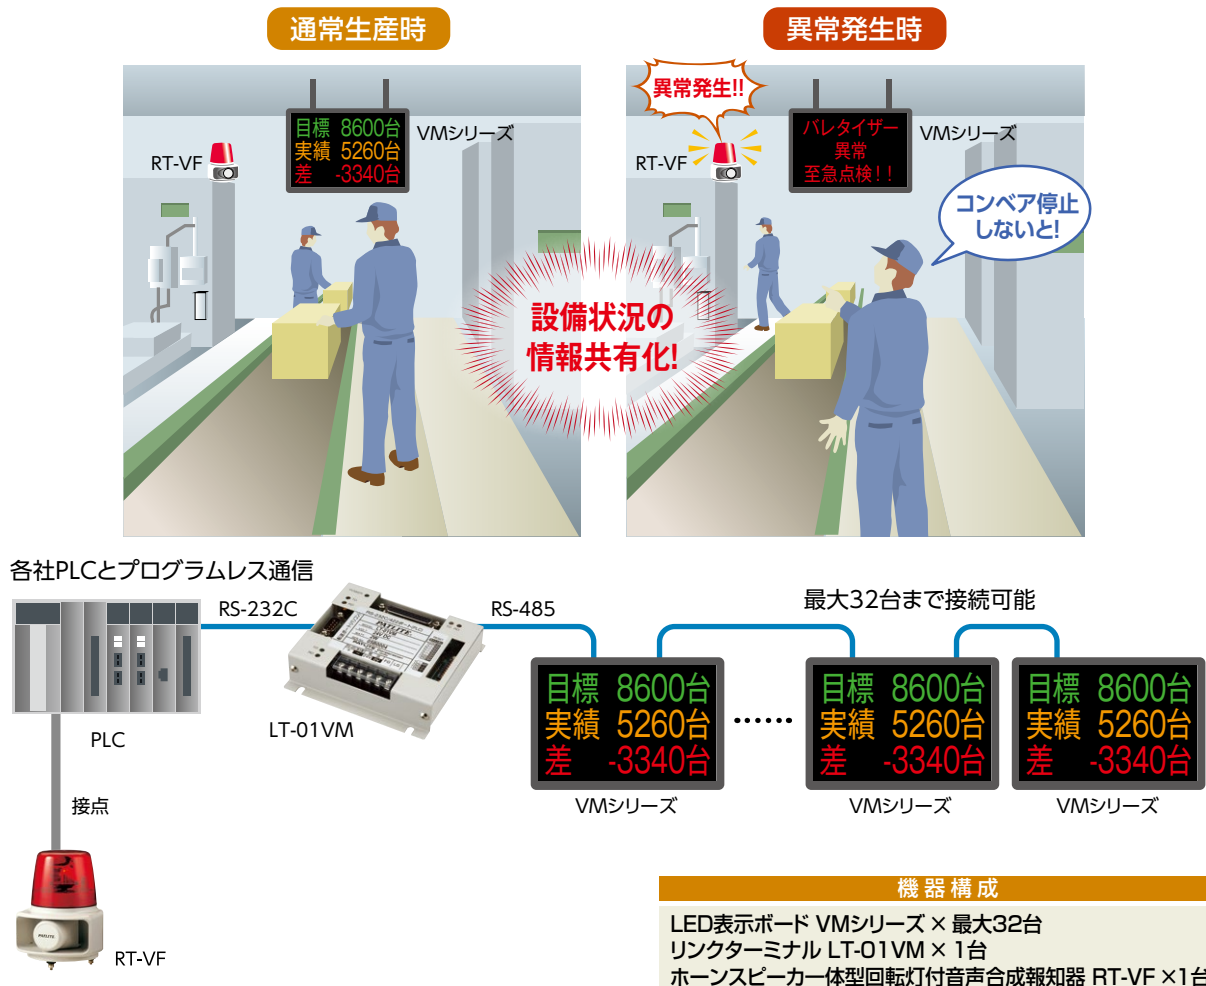 通常生産時
異常発生時
異常発生!!
目標 8600台
実績 5260台
差 -3340台
VMシリーズ
RT-VF
パレタイザー
異常
至急点検!!
VMシリーズ
RT-VF
コンベア停止
しないと!
設備状況の
情報共有化!
各社PLCとプログラムレス通信
RS-232C
RS-485
最大32台まで接続可能
PATLITE
LT-01VM
PLC
目標 8600台
実績 5260台
差 -3340台
......
目標 8600台
実績 5260台
差 -3340台
目標 8600台
実績 5260台
差 -3340台
VMシリーズ
VMシリーズ
VMシリーズ
接点
PATLITE
RT-VF
機器構成
LED表示ボード VMシリーズ × 最大32台
リンクターミナル LT-01VM × 1台
ホーンスピーカー体型回転灯付音声合成報知器 RT-VF ×1台